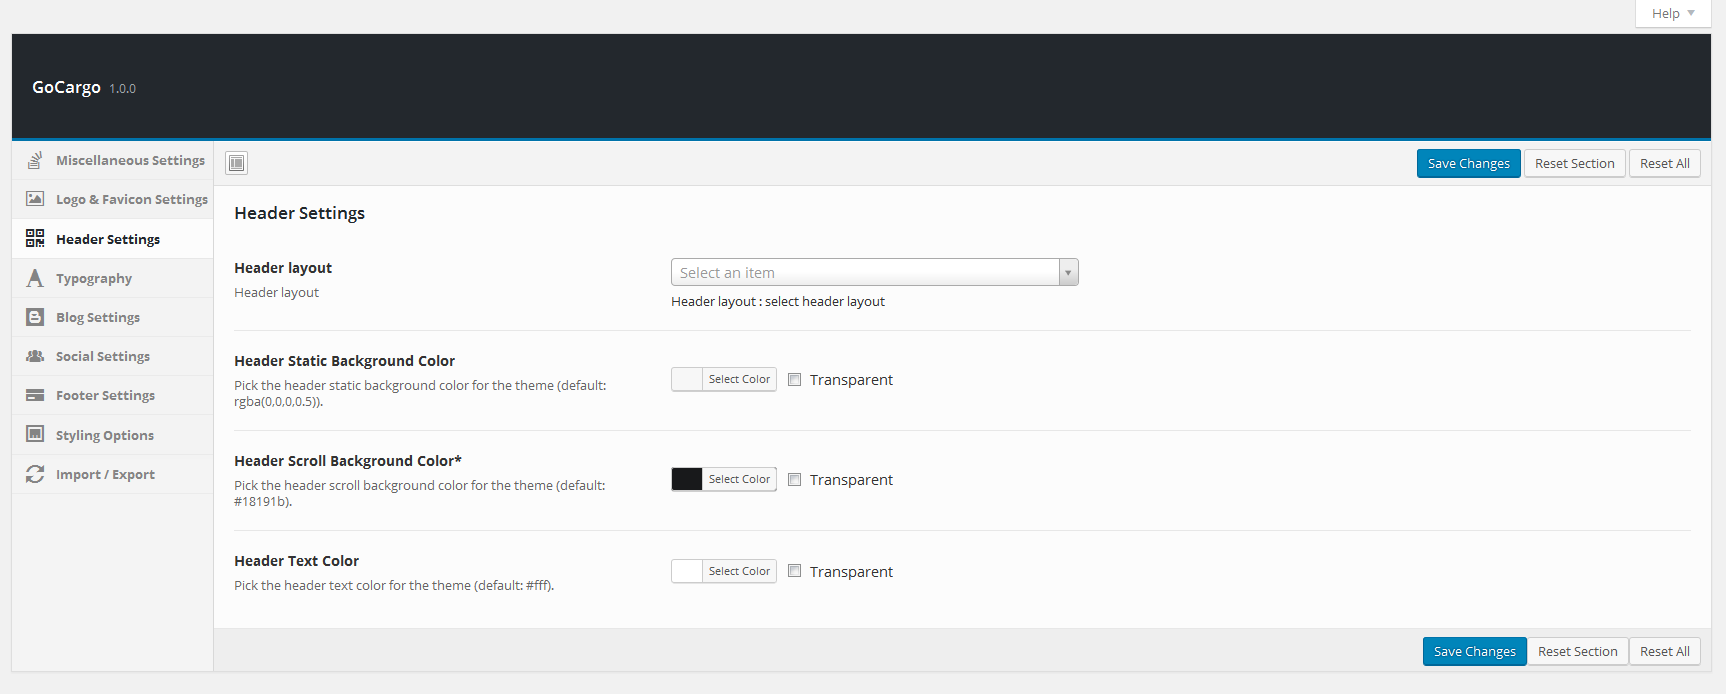 Help
GoCargo 1.0.0
Miscellaneous Settings
Logo & Favicon Settings
Header Settings
Typography
Blog Settings
Social Settings
Footer Settings
Styling Options
Import / Export
Save Changes Reset Section Reset All
Header Settings
Header layout
Header layout
Select an item
Header layout : select header layout
Header Static Background Color
Pick the header static background color for the theme (default:
rgba(0,0,0,0.5)).
Select Color Transparent
Header Scroll Background Color*
Pick the header scroll background color for the theme (default:
#18191b).
Select Color Transparent
Header Text Color
Pick the header text color for the theme (default: #fff).
Select Color Transparent
Save Changes Reset Section Reset All